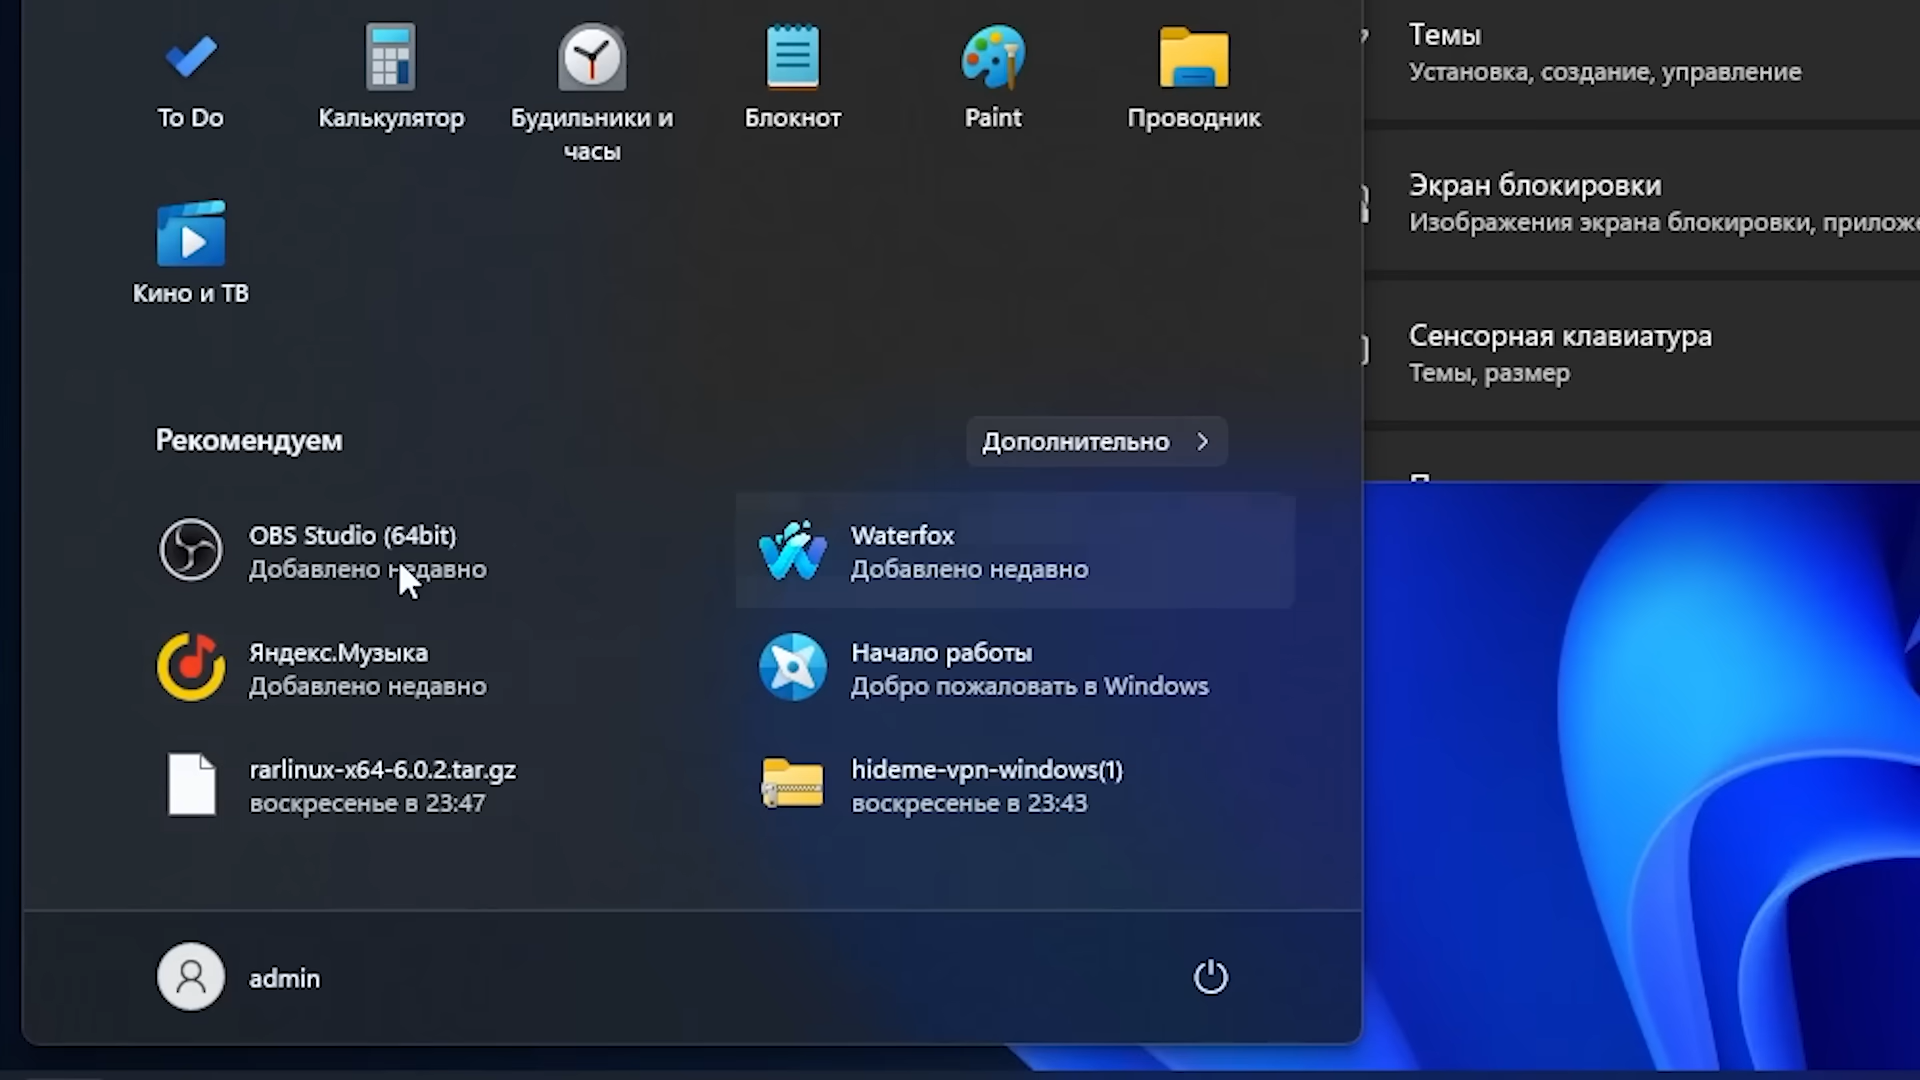 To Do
Калькулятор
Будильники и
часы
Блокнот
Paint
Проводник
Кино и ТВ
Рекомендуем
Дополнительно
OBS Studio (64bit)
Добавлено недавно
Waterfox
Добавлено недавно
Яндекс.Музыка
Добавлено недавно
Начало работы
Добро пожаловать в Windows
rarlinux-x64-6.0.2.tar.gz
воскресенье в 23:47
hideme-vpn-windows(1)
воскресенье в 23:43
admin
Темы
Установка, создание, управление
Экран блокировки
Изображения экрана блокировки,
Сенсорная клавиатура
Темы, размер